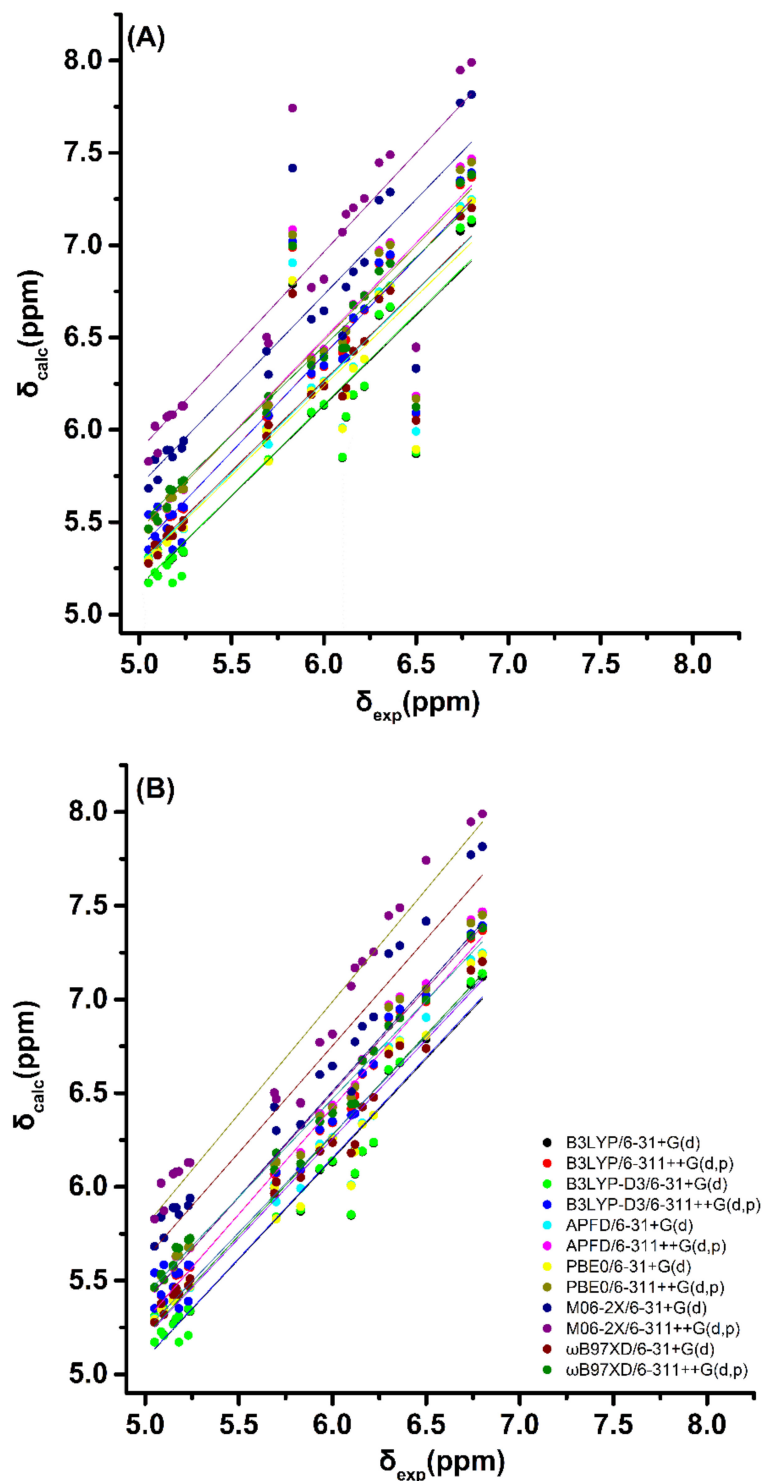 (A)
8.0
7.5
7.0
6.5
6.0
5.5
5.0
δcalc(ppm)
5.0 5.5 6.0 6.5 7.0 7.5 8.0
δexp(ppm)
(B)
8.0
7.5
7.0
6.5
6.0
5.5
5.0
δcalc(ppm)
B3LYP/6-31+G(d)
B3LYP/6-311++G(d,p)
B3LYP-D3/6-31+G(d)
B3LYP-D3/6-311++G(d,p)
APFD/6-31+G(d)
APFD/6-311++G(d,p)
PBE0/6-31+G(d)
PBE0/6-311++G(d,p)
M06-2X/6-31+G(d)
M06-2X/6-311++G(d,p)
ωB97XD/6-31+G(d)
ωB97XD/6-311++G(d,p)
5.0 5.5 6.0 6.5 7.0 7.5 8.0
δexp(ppm)